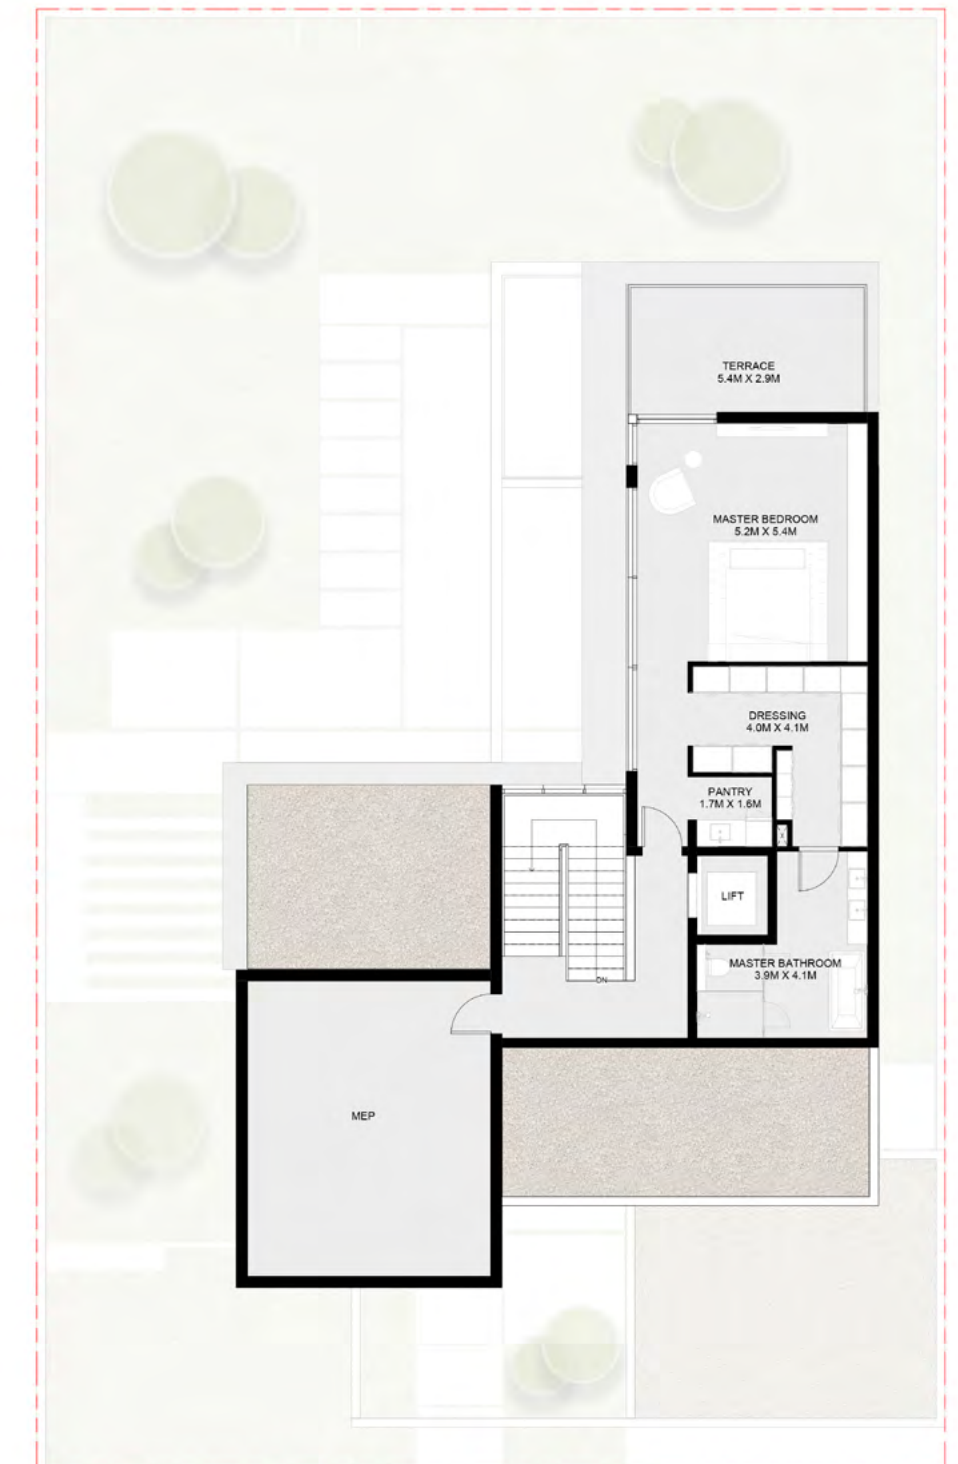 TERRACE
5.4M X 2.9M
MASTER BEDROOM
5.2M X 5.4M
DRESSING
4.0M X 4.1M
PANTRY
1.7M X 1.6M
LIFT
MASTER BATHROOM
3.9M X 4.1M
DN
MEP